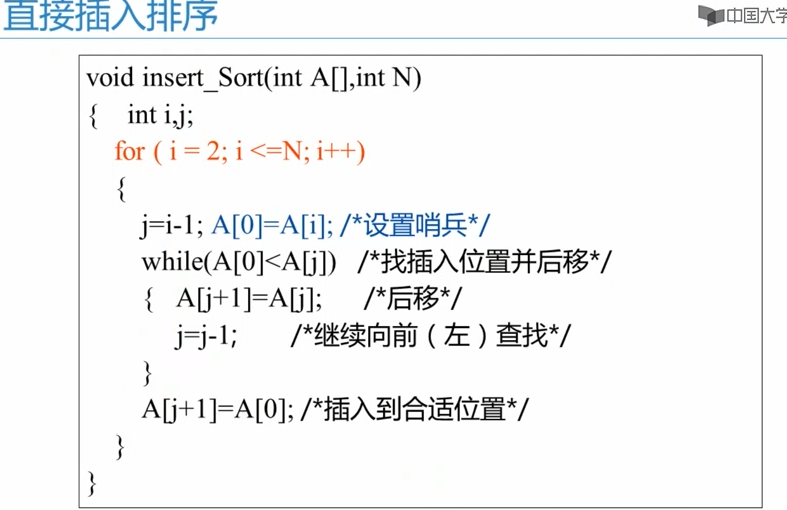 直接插入排序
中国大学
void insert_Sort(int A[],int N)
{ int i,j;
for ( i = 2; i <=N; i++)
{
j=i-1; A[0]=A[i]; /*设置哨兵*/
while(A[0]<A[j]) /*找插入位置并后移*/
{ A[j+1]=A[j]; /*后移*/
j=j-1; /*继续向前（左）查找*/
}
A[j+1]=A[0]; /*插入到合适位置*/
}
}